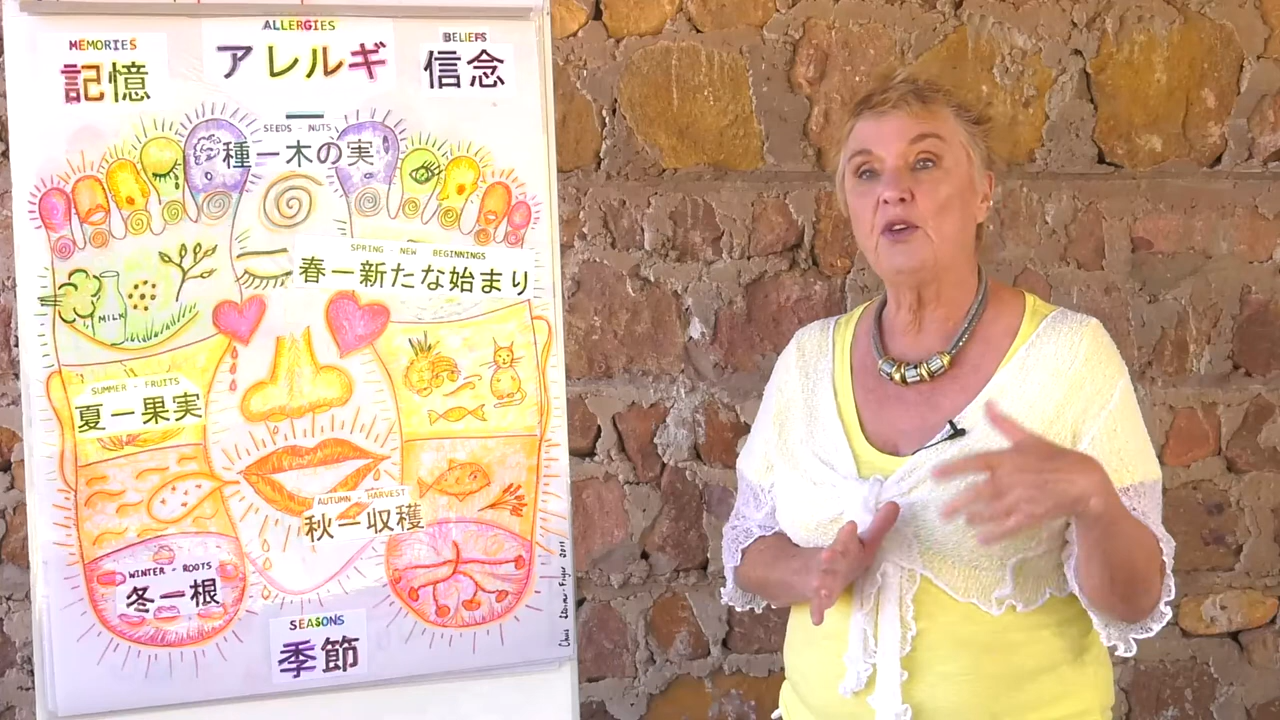 MEMORIES
記憶
ALLERGIES
アレルギー
BELIEFS
信念
SEEDS - NUTS
種ー木の実
SPRING - NEW BEGINNINGS
春ー新たな始まり
MILK
SUMMER - FRUITS
夏ー果実
AUTUMN - HARVEST
秋ー収穫
WINTER - ROOTS
冬ー根
SEASONS
季節
2011